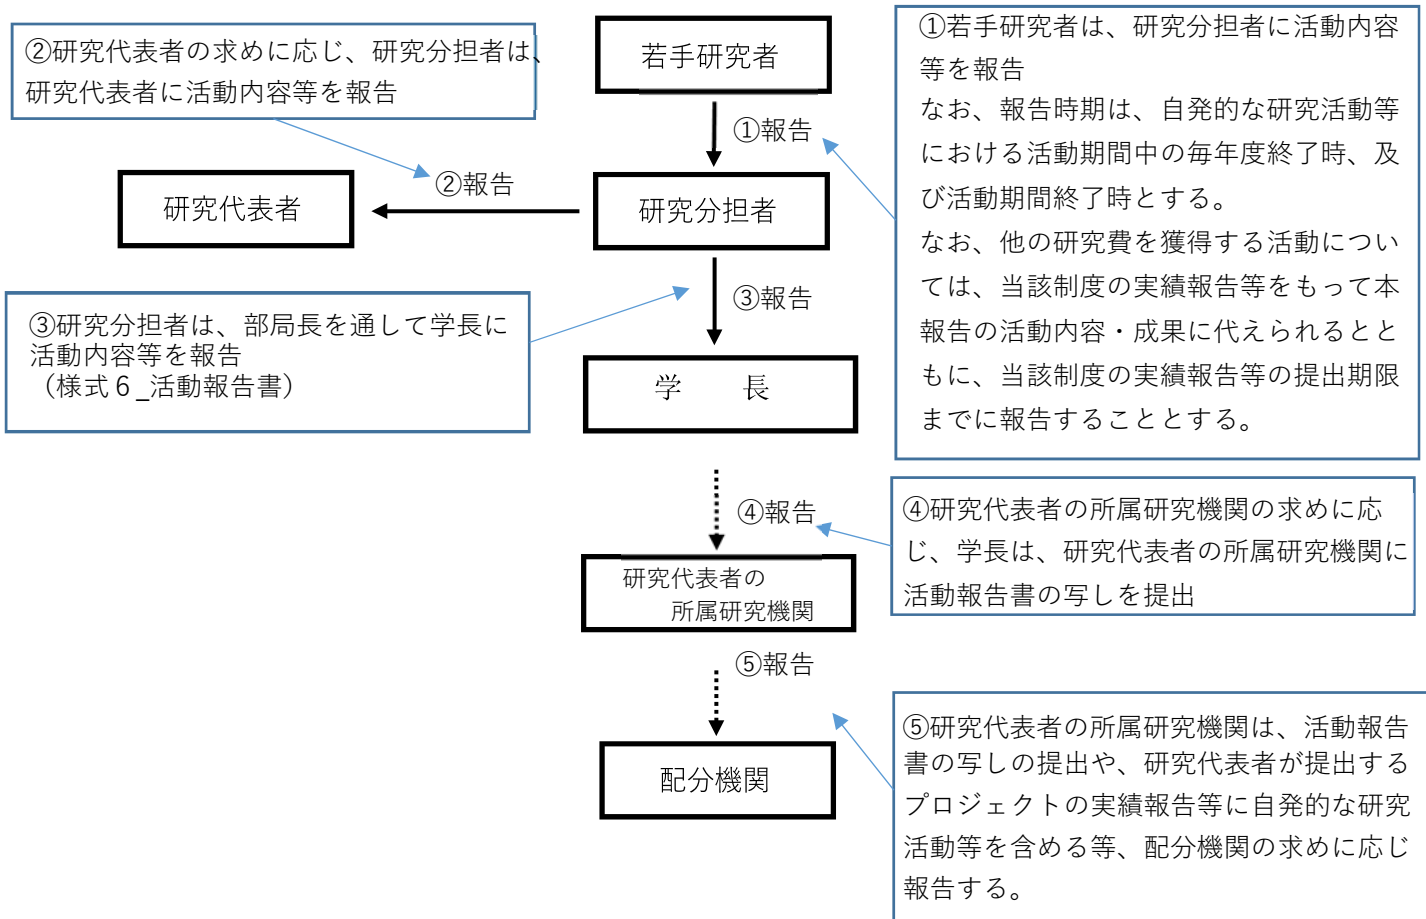 ②研究代表者の求めに応じ、研究分担者は、
研究代表者に活動内容等を報告
若手研究者
①若手研究者は、研究分担者に活動内容
等を報告
なお、報告時期は、自発的な研究活動等
における活動期間中の毎年度終了時、及
び活動期間終了時とする。
なお、他の研究費を獲得する活動につい
ては、当該制度の実績報告等をもって本
報告の活動内容・成果に代えられるとと
もに、当該制度の実績報告等の提出期限
までに報告することとする。
①報告
②報告
研究代表者
研究分担者
③報告
③研究分担者は、部局長を通して学長に
活動内容等を報告
（様式６_活動報告書）
学　　長
④報告
④研究代表者の所属研究機関の求めに応
じ、学長は、研究代表者の所属研究機関に
活動報告書の写しを提出
研究代表者の
所属研究機関
⑤報告
⑤研究代表者の所属研究機関は、活動報告
書の写しの提出や、研究代表者が提出する
プロジェクトの実績報告等に自発的な研究
活動等を含める等、配分機関の求めに応じ
報告する。
配分機関